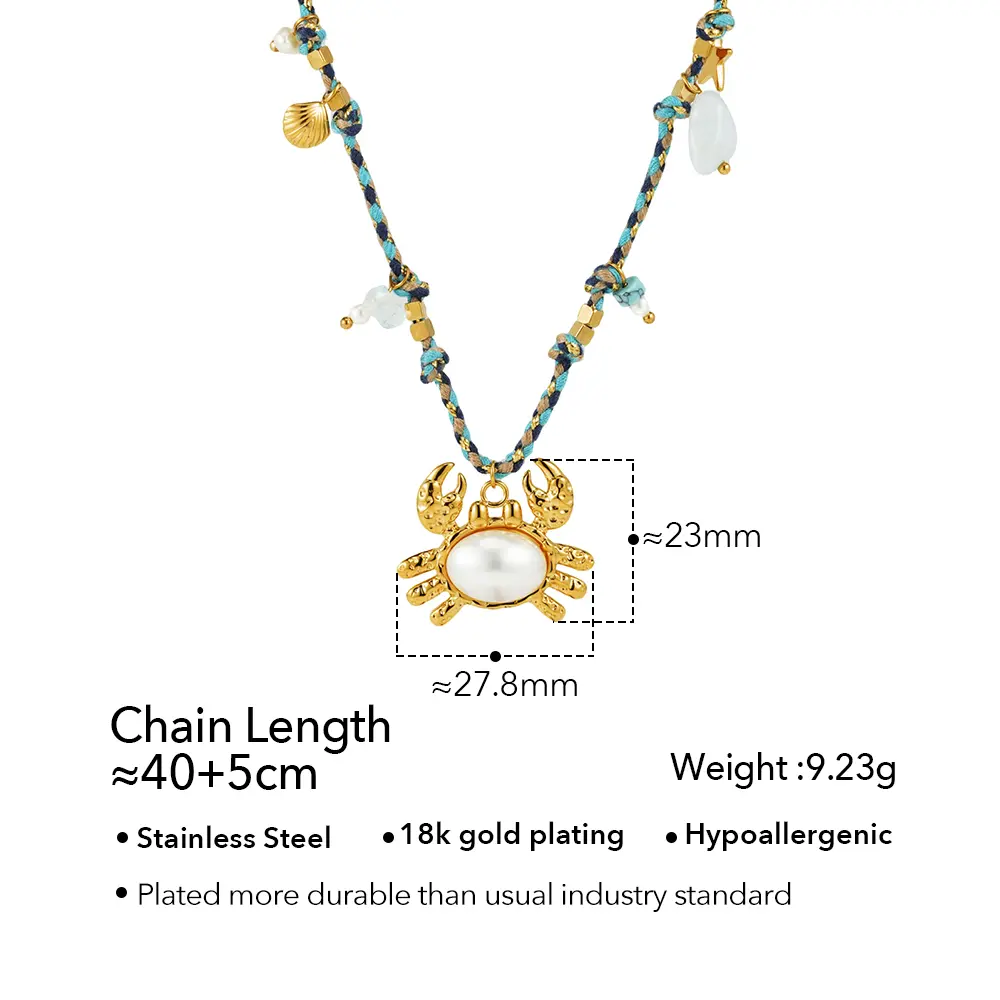 ≈23mm
≈27.8mm
Chain Length
≈40+5cm
Weight :9.23g
• Stainless Steel
• 18k gold plating
• Hypoallergenic
• Plated more durable than usual industry standard